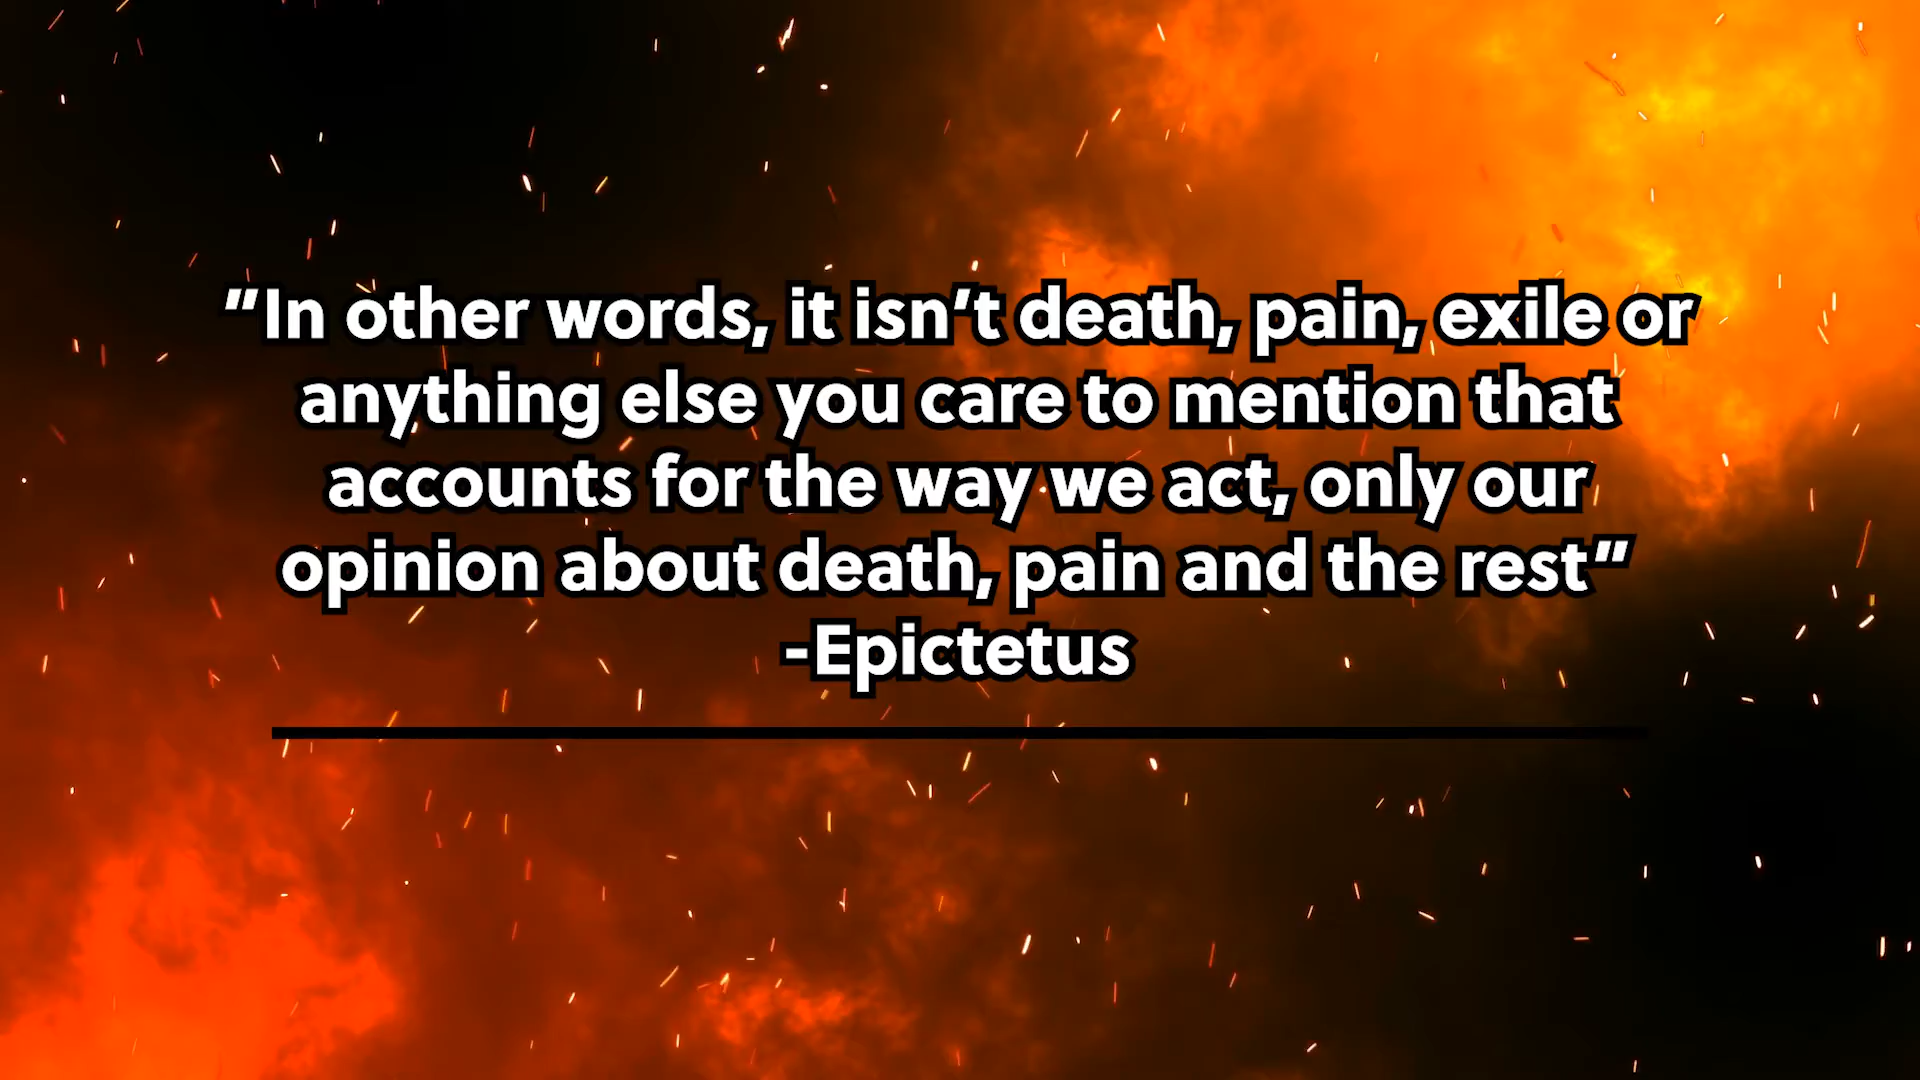 "In other words, it isn't death, pain, exile or
anything else you care to mention that
accounts for the way we act, only our
opinion about death, pain and the rest"
-Epictetus